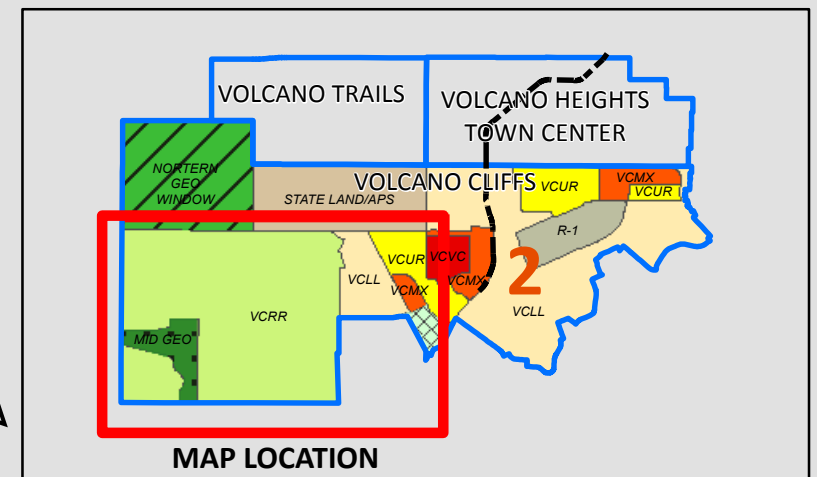 VOLCANO TRAILS
VOLCANO HEIGHTS
TOWN CENTER
NORTERN
GEO
WINDOW
STATE LAND/APS
VOLCANO CLIFFS
VCUR
VCMX
VCUR
R-1
VCUR
VCVC
VCLL
VCMX
VCMX
2
VCLL
VCRR
MID GEO
MAP LOCATION